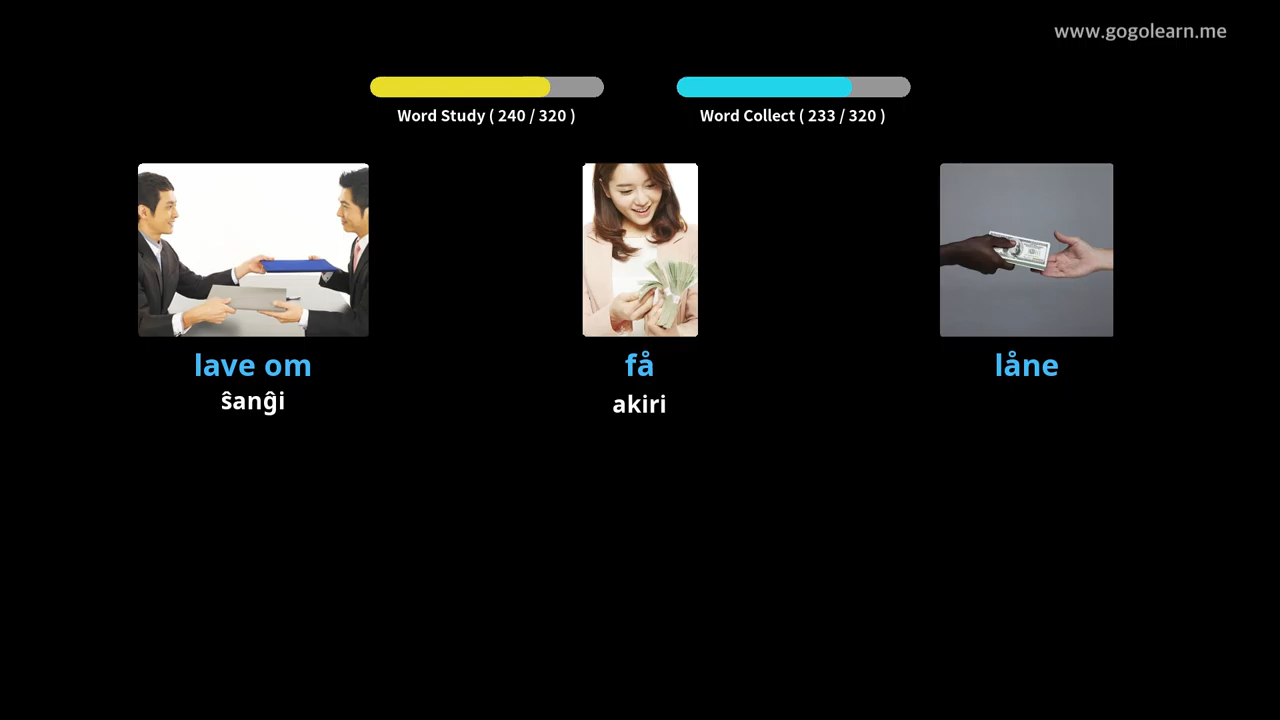 www.gogolearn.me
Word Study ( 240 / 320 )
Word Collect ( 233 / 320 )
lave om
få
låne
ŝanĝi
akiri